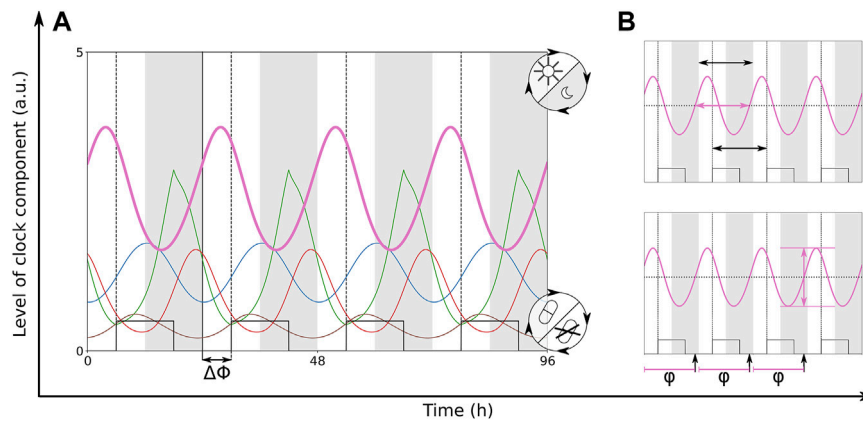 A
B
Level of clock component (a.u.)
5
0
0
48
96
ΔΦ
φ
φ
φ
Time (h)